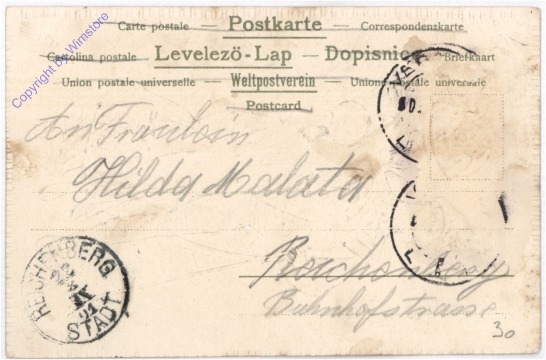 Carte postale — Postkarte — Correspondenzkarte
Cartolina postale — Levelező-Lap — Dopisnice — Briefkaart
Union postale universelle — Weltpostverein — Union postale universelle
Postcard
Copyright by Wimstore
An Fräulein
Hilda Malata
Reichenberg
Bahnhofstrasse
REICHENBERG
STADT
30